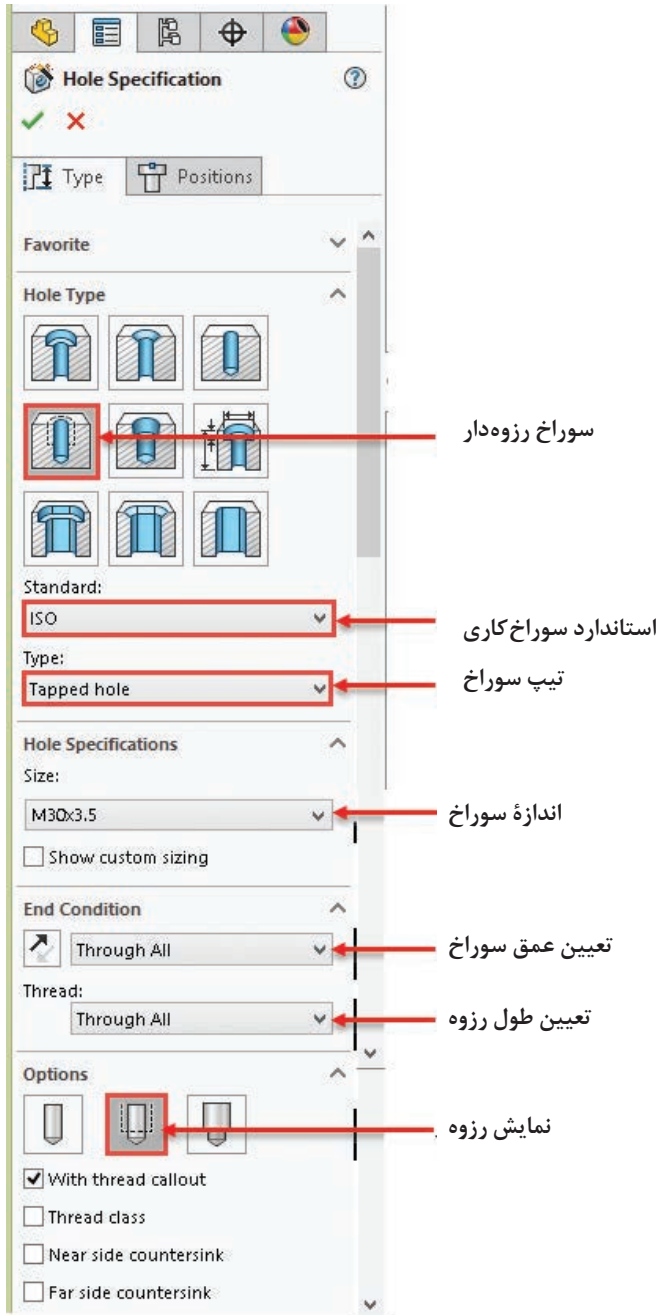 Hole Specification
Type
Positions
Favorite
Hole Type
سوراخ رزوه‌دار
Standard:
ISO
استاندارد سوراخ‌کاری
Type:
Tapped hole
تیپ سوراخ
Hole Specifications
Size:
M30x3.5
اندازهٔ سوراخ
Show custom sizing
End Condition
Through All
تعیین عمق سوراخ
Thread:
Through All
تعیین طول رزوه
Options
نمایش رزوه
With thread callout
Thread class
Near side countersink
Far side countersink